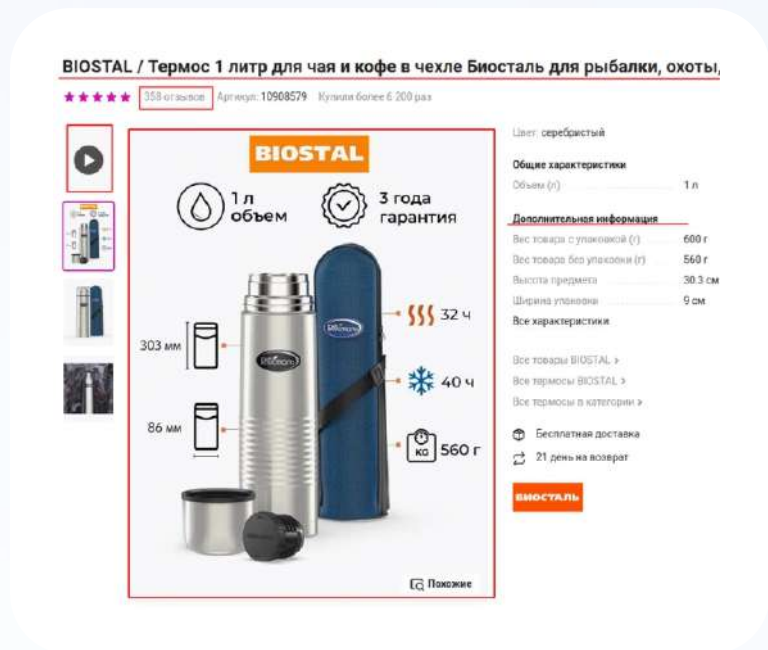 BIOSTAL / Термос 1 литр для чая и кофе в чехле Биосталь для рыбалки, охоты,
358 отзывов Артикул: 10908579 Купили более 6 200 раз
BIOSTAL
1 л
объем
3 года
гарантия
303 мм
86 мм
32 ч
40 ч
КG
560 г
Похожие
Цвет: серебристый
Общие характеристики
Объем (л) 1 л
Дополнительная информация
Вес товара с упаковкой (г) 600 г
Вес товара без упаковки (г) 560 г
Высота предмета 30.3 см
Ширина упаковки 9 см
Все характеристики
Все товары BIOSTAL >
Все термосы BIOSTAL >
Все термосы в категории >
Бесплатная доставка
21 день на возврат
БИОСТАЛЬ